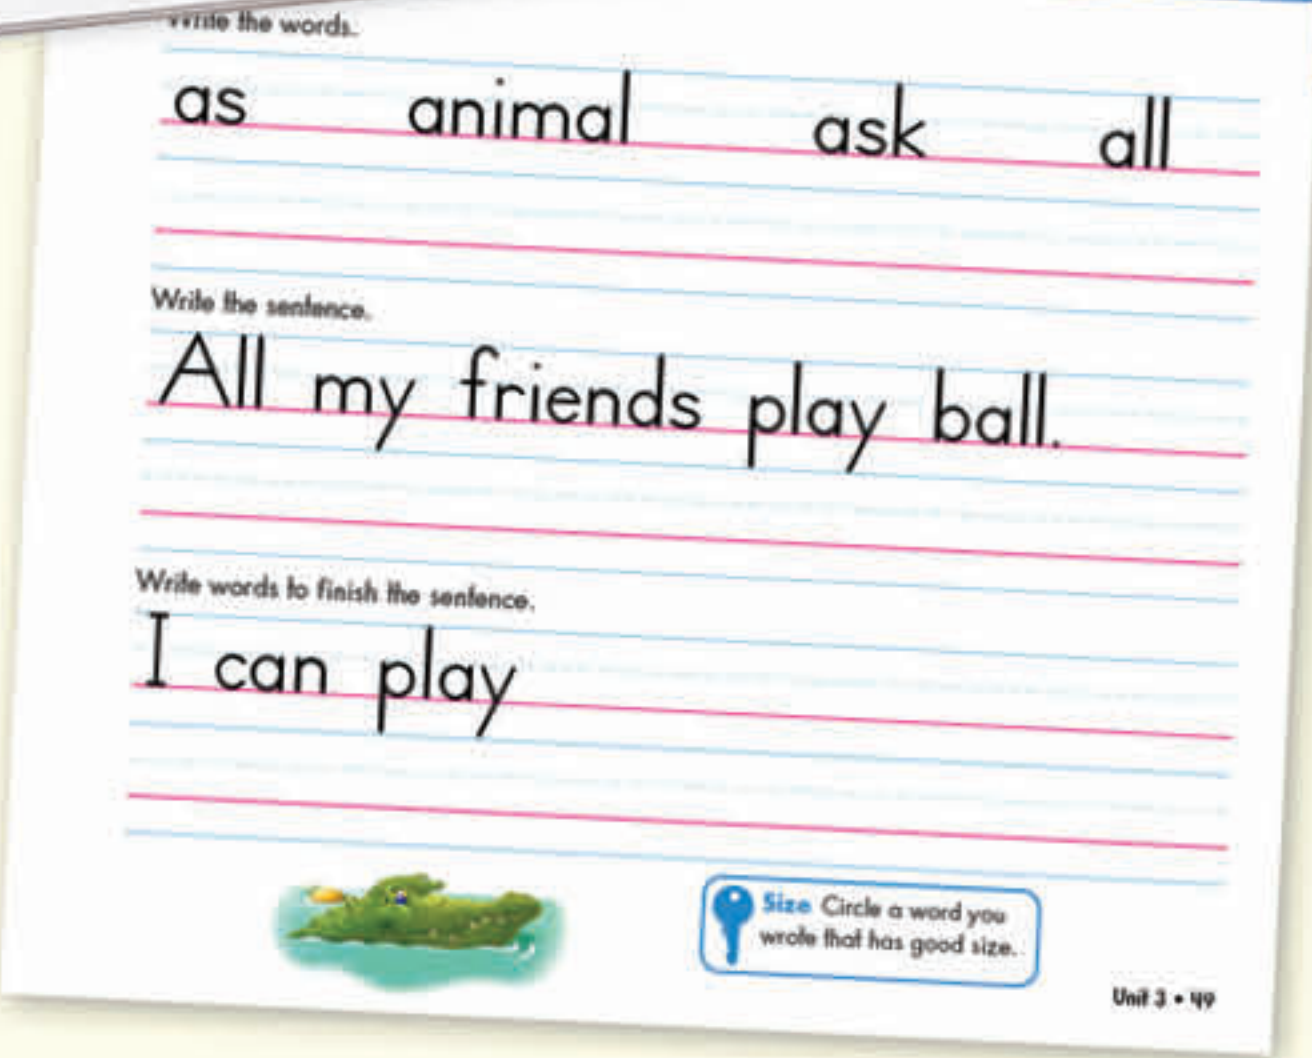 Write the words.
as animal ask all
Write the sentence.
All my friends play ball.
Write words to finish the sentence.
I can play
Size Circle a word you
wrote that has good size.
Unit 3 • 49